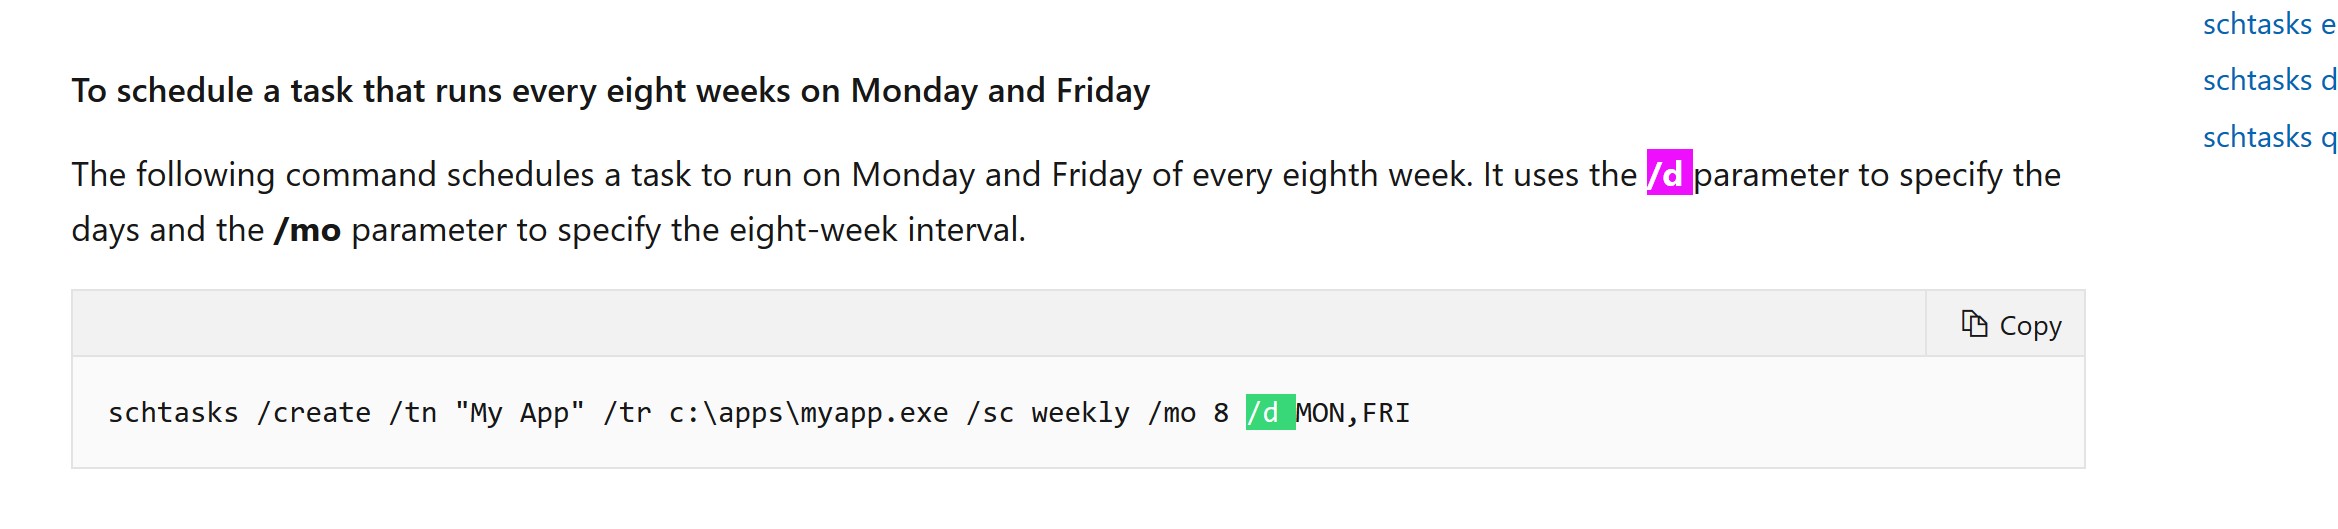 To schedule a task that runs every eight weeks on Monday and Friday
The following command schedules a task to run on Monday and Friday of every eighth week. It uses the /d parameter to specify the
days and the /mo parameter to specify the eight-week interval.
Copy
schtasks /create /tn "My App" /tr c:\apps\myapp.exe /sc weekly /mo 8 /d MON,FRI
schtasks e
schtasks d
schtasks q